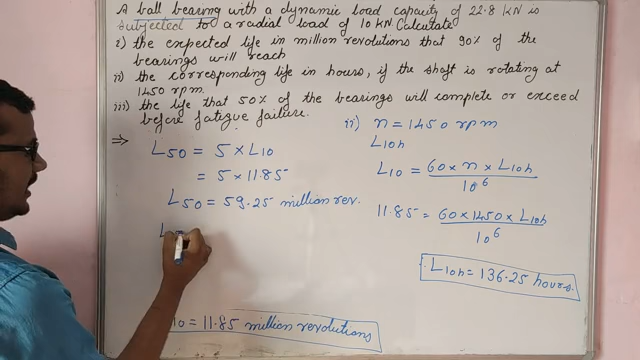 A ball bearing with a dynamic load capacity of 22.8 KN is
subjected to a radial load of 10 KN. Calculate
i) the expected life in million revolutions that 90% of the
bearings will reach
ii) the corresponding life in hours, if the shaft is rotating at
1450 rpm.
iii) the life that 50% of the bearings will complete or exceed
before fatigue failure.
⇒
L50 = 5 × L10
= 5 × 11.85
L50 = 59.25 million rev.
L5
10 = 11.85 million revolutions
ii) n = 1450 rpm
L10h
L10 = 60 × n × L10h / 10^6
11.85 = 60 × 1450 × L10h / 10^6
L10h = 136.25 hours.